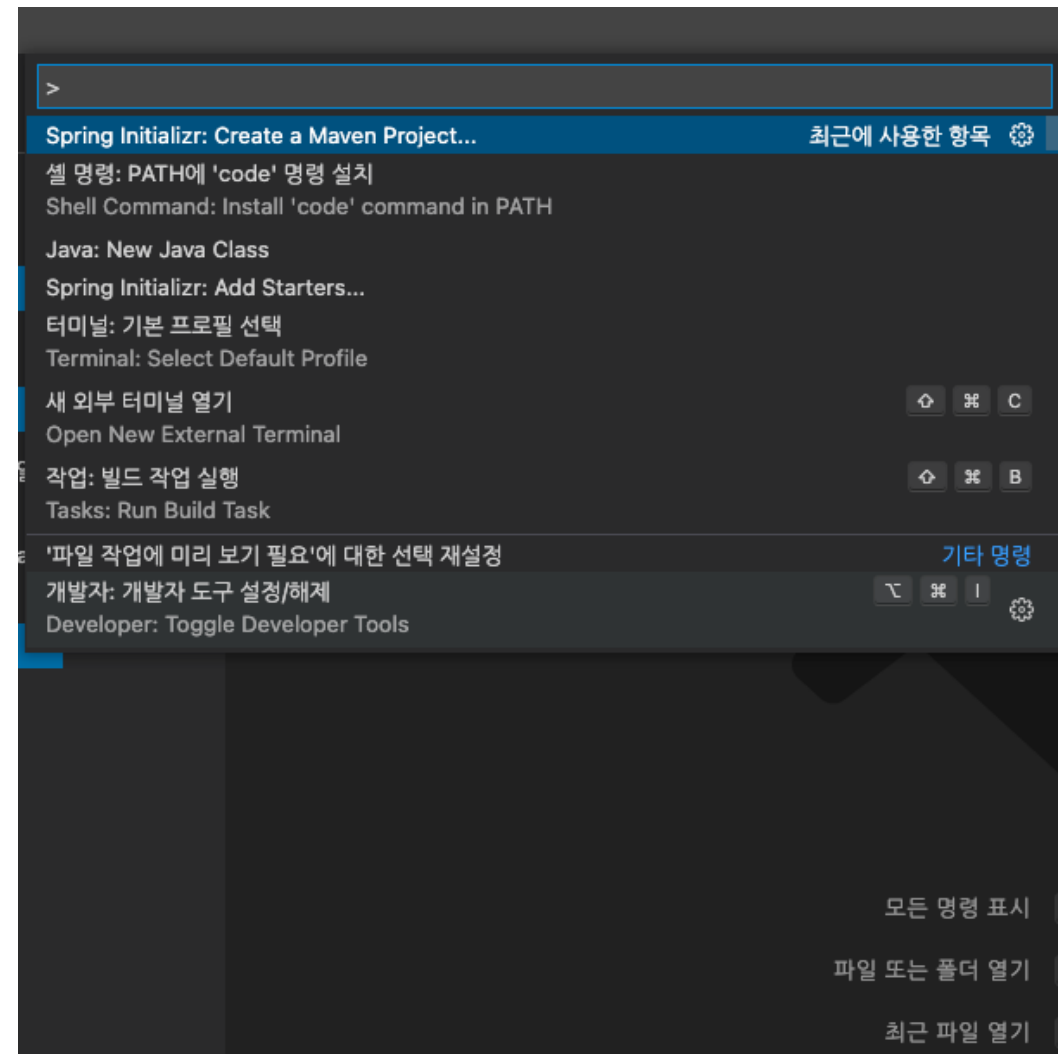 >
Spring Initializr: Create a Maven Project... 최근에 사용한 항목
셸 명령: PATH에 'code' 명령 설치
Shell Command: Install 'code' command in PATH
Java: New Java Class
Spring Initializr: Add Starters...
터미널: 기본 프로필 선택
Terminal: Select Default Profile
새 외부 터미널 열기 ⇧ ⌘ C
Open New External Terminal
작업: 빌드 작업 실행 ⇧ ⌘ B
Tasks: Run Build Task
'파일 작업에 미리 보기 필요'에 대한 선택 재설정 기타 명령
개발자: 개발자 도구 설정/해제 ⌥ ⌘ I
Developer: Toggle Developer Tools
모든 명령 표시
파일 또는 폴더 열기
최근 파일 열기